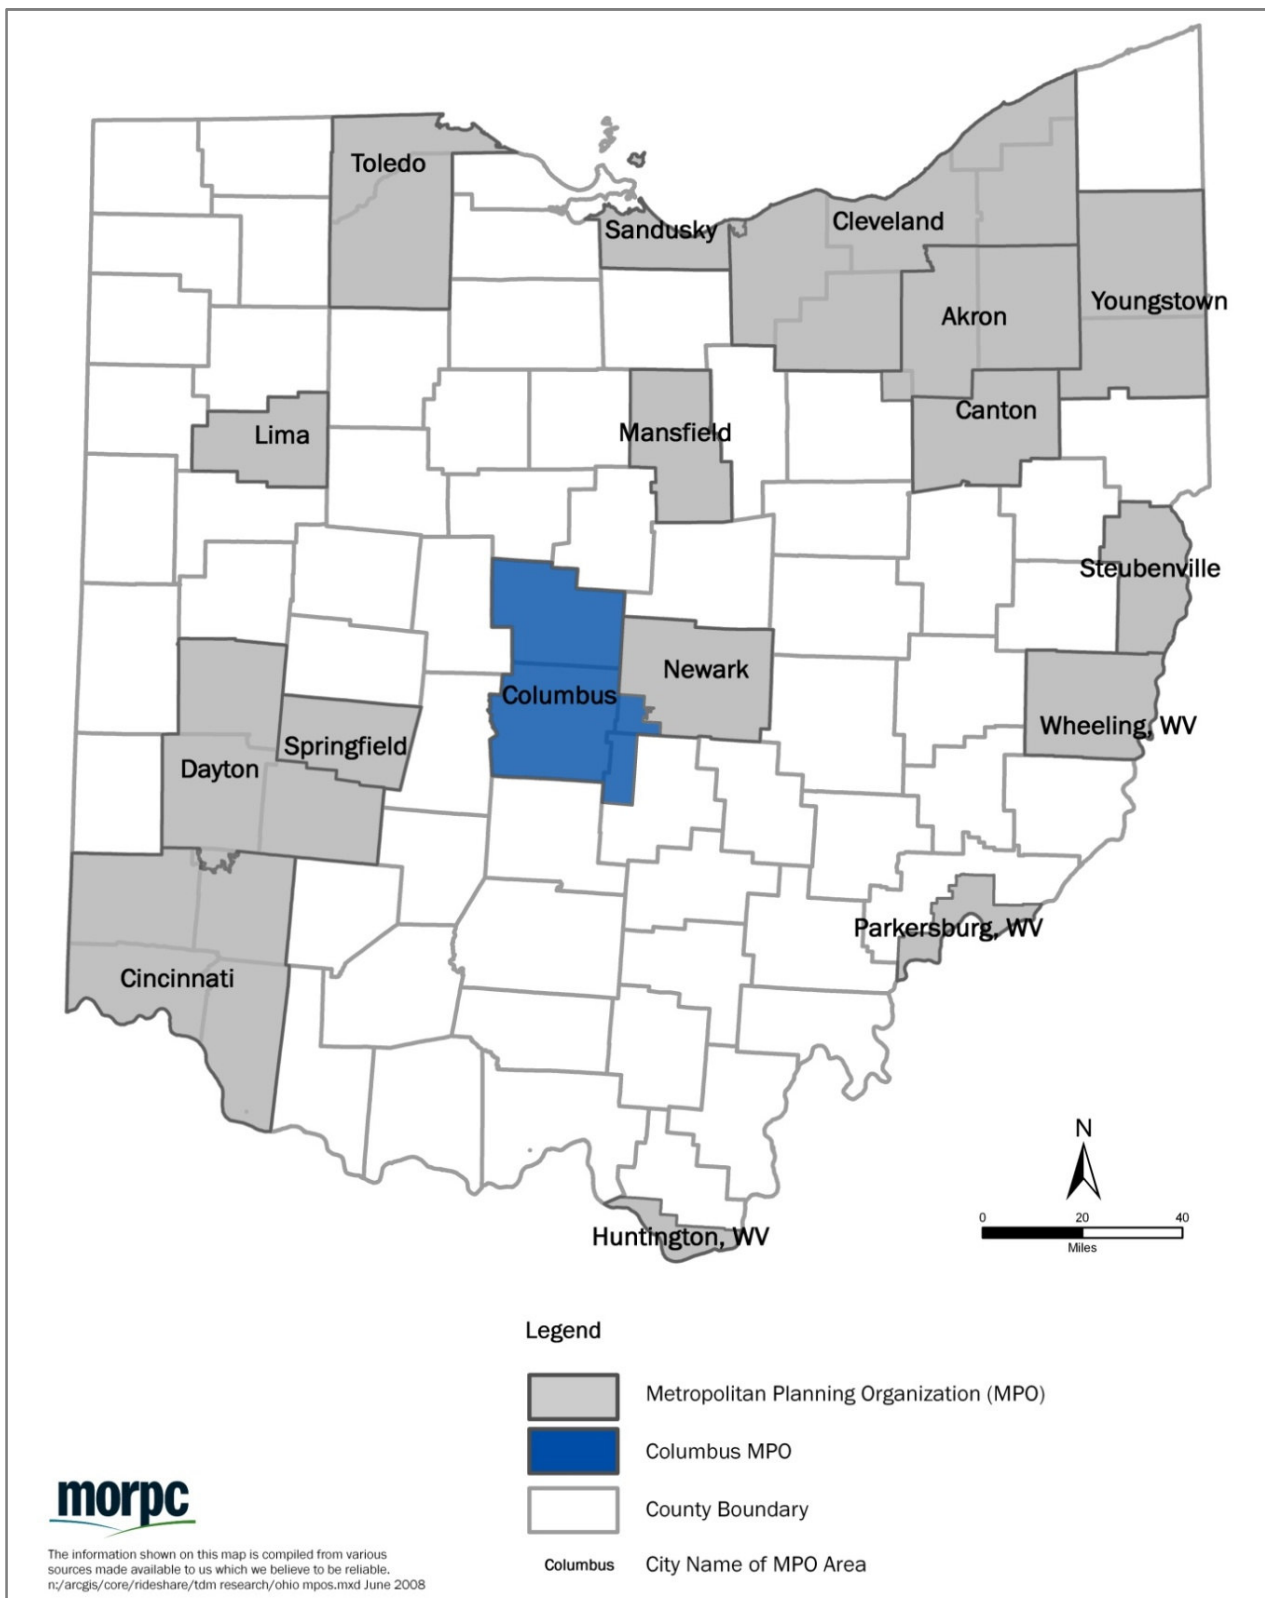 Toledo
Sandusky
Cleveland
Youngstown
Akron
Canton
Lima
Mansfield
Steubenville
Newark
Columbus
Wheeling, WV
Springfield
Dayton
Parkersburg, WV
Cincinnati
Huntington, WV
N
0 20 40
Miles
Legend
Metropolitan Planning Organization (MPO)
Columbus MPO
County Boundary
Columbus City Name of MPO Area
morpc
The information shown on this map is compiled from various
sources made available to us which we believe to be reliable.
n:/arcgis/core/rideshare/tdm research/ohio mpos.mxd June 2008